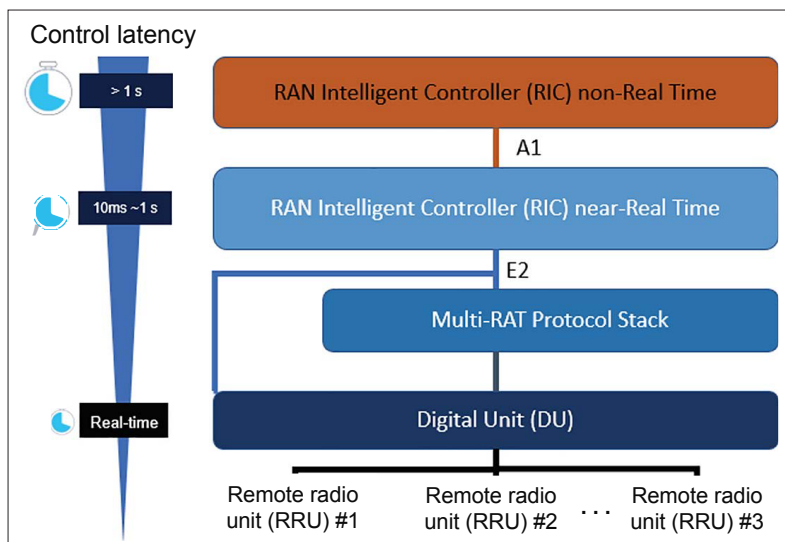 Control latency
> 1 s
RAN Intelligent Controller (RIC) non-Real Time
A1
10ms ~1 s
RAN Intelligent Controller (RIC) near-Real Time
E2
Multi-RAT Protocol Stack
Real-time
Digital Unit (DU)
Remote radio
unit (RRU) #1
Remote radio
unit (RRU) #2
. . .
Remote radio
unit (RRU) #3